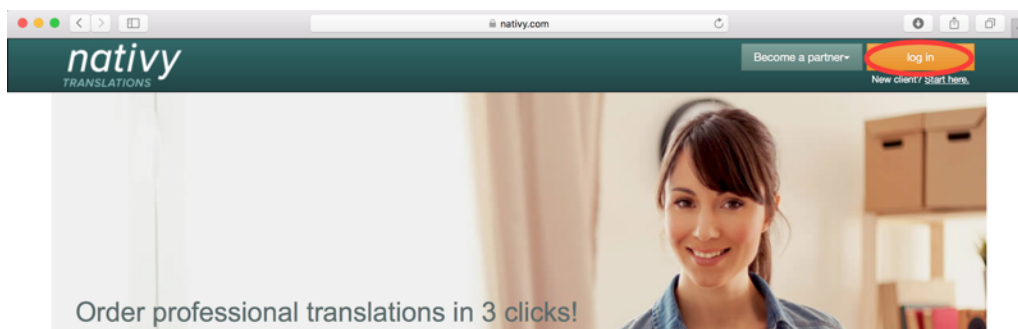 nativy.com
nativy
TRANSLATIONS
Become a partner
log in
New client? Start here.
Order professional translations in 3 clicks!